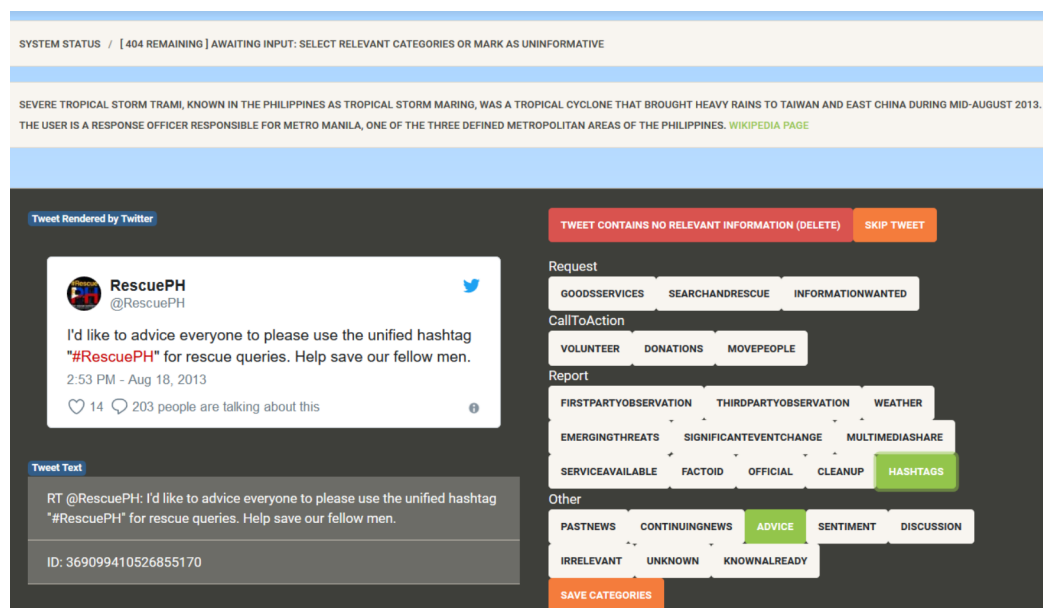 SYSTEM STATUS / [ 404 REMAINING ] AWAITING INPUT: SELECT RELEVANT CATEGORIES OR MARK AS UNINFORMATIVE
SEVERE TROPICAL STORM TRAMI, KNOWN IN THE PHILIPPINES AS TROPICAL STORM MARING, WAS A TROPICAL CYCLONE THAT BROUGHT HEAVY RAINS TO TAIWAN AND EAST CHINA DURING MID-AUGUST 2013.
THE USER IS A RESPONSE OFFICER RESPONSIBLE FOR METRO MANILA, ONE OF THE THREE DEFINED METROPOLITAN AREAS OF THE PHILIPPINES. WIKIPEDIA PAGE
Tweet Rendered by Twitter
#Rescue
PH
RescuePH
@RescuePH
I'd like to advice everyone to please use the unified hashtag
"#RescuePH" for rescue queries. Help save our fellow men.
2:53 PM - Aug 18, 2013
14 203 people are talking about this
Tweet Text
RT @RescuePH: I'd like to advice everyone to please use the unified hashtag
"#RescuePH" for rescue queries. Help save our fellow men.
ID: 369099410526855170
TWEET CONTAINS NO RELEVANT INFORMATION (DELETE) SKIP TWEET
Request
GOODSSERVICES SEARCHANDRESCUE INFORMATIONWANTED
CallToAction
VOLUNTEER DONATIONS MOVEPEOPLE
Report
FIRSTPARTYOBSERVATION THIRDPARTYOBSERVATION WEATHER
EMERGINGTHREATS SIGNIFICANTEVENTCHANGE MULTIMEDIASHARE
SERVICEAVAILABLE FACTOID OFFICIAL CLEANUP HASHTAGS
Other
PASTNEWS CONTINUINGNEWS ADVICE SENTIMENT DISCUSSION
IRRELEVANT UNKNOWN KNOWNALREADY
SAVE CATEGORIES